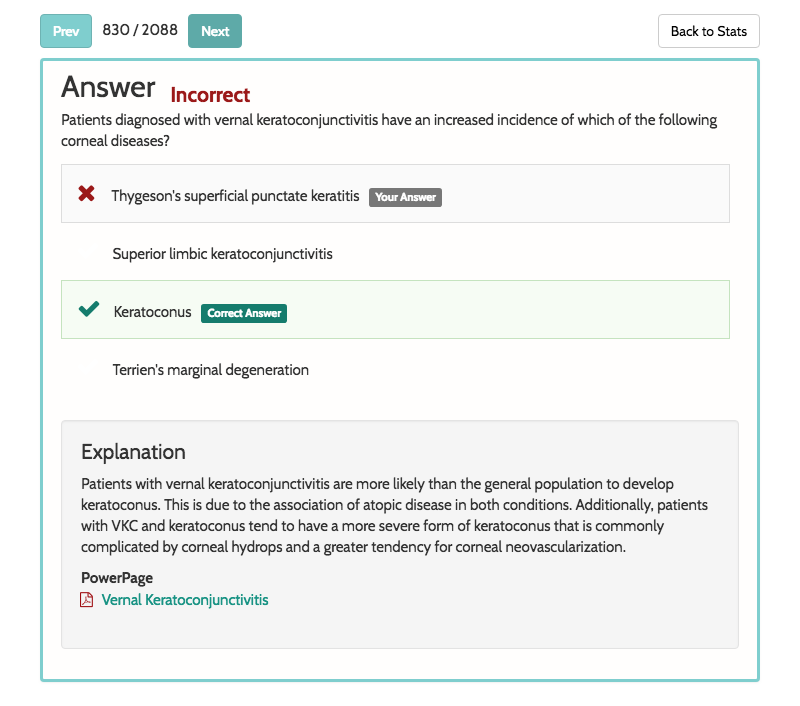 Prev 830 / 2088 Next Back to Stats
Answer Incorrect
Patients diagnosed with vernal keratoconjunctivitis have an increased incidence of which of the following
corneal diseases?
Thygeson's superficial punctate keratitis Your Answer
Superior limbic keratoconjunctivitis
Keratoconus Correct Answer
Terrien's marginal degeneration
Explanation
Patients with vernal keratoconjunctivitis are more likely than the general population to develop
keratoconus. This is due to the association of atopic disease in both conditions. Additionally, patients
with VKC and keratoconus tend to have a more severe form of keratoconus that is commonly
complicated by corneal hydrops and a greater tendency for corneal neovascularization.
PowerPage
Vernal Keratoconjunctivitis